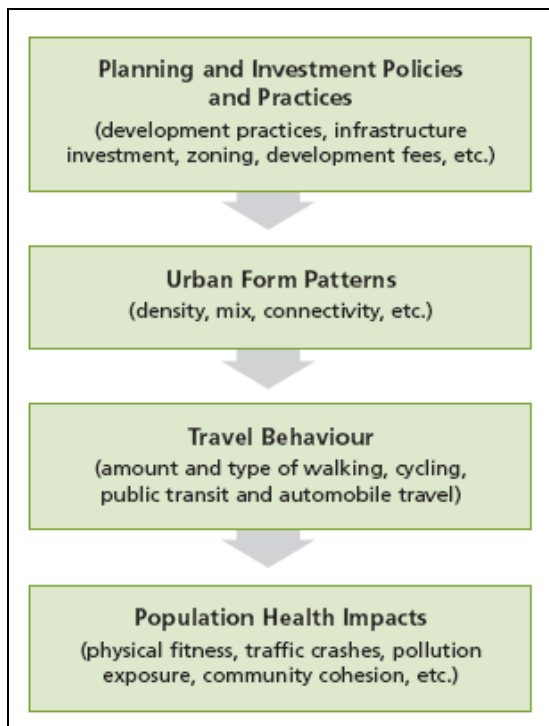 Planning and Investment Policies
and Practices
(development practices, infrastructure
investment, zoning, development fees, etc.)
Urban Form Patterns
(density, mix, connectivity, etc.)
Travel Behaviour
(amount and type of walking, cycling,
public transit and automobile travel)
Population Health Impacts
(physical fitness, traffic crashes, pollution
exposure, community cohesion, etc.)